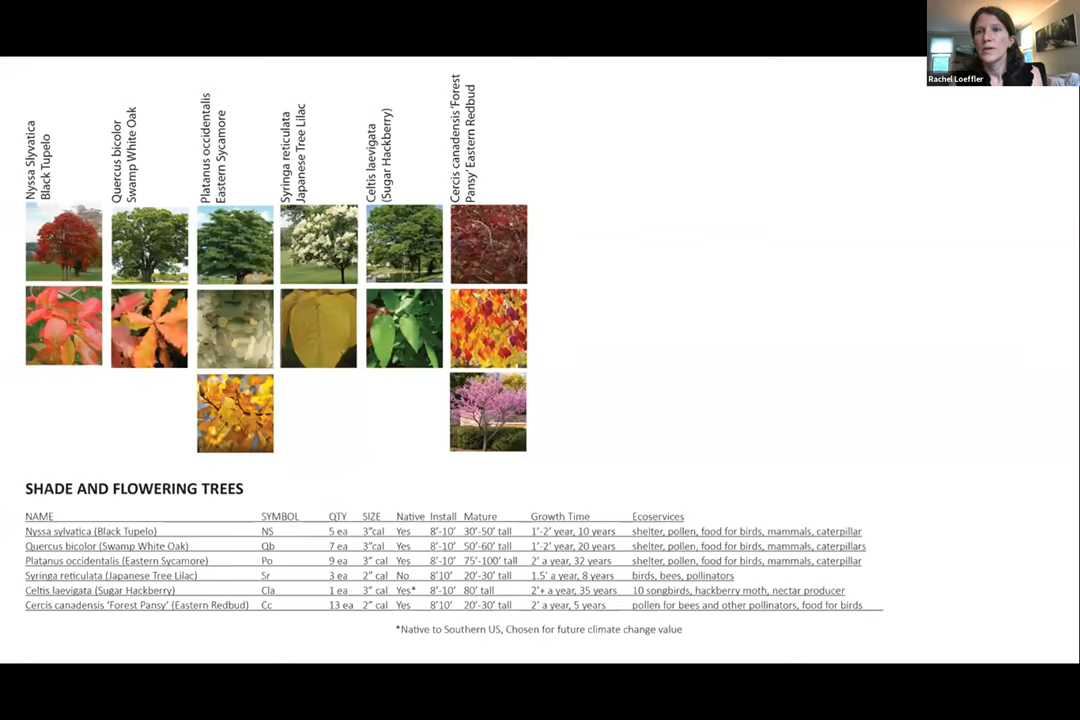 Rachel Loeffler
Nyssa Slyvatica
Black Tupelo
Quercus bicolor
Swamp White Oak
Platanus occidentalis
Eastern Sycamore
Syringa reticulata
Japanese Tree Lilac
Celtis laevigata
(Sugar Hackberry)
Cercis canadensis 'Forest
Pansy' Eastern Redbud
SHADE AND FLOWERING TREES
NAME SYMBOL QTY SIZE Native Install Mature Growth Time Ecoservices
Nyssa sylvatica (Black Tupelo) NS 5 ea 3"cal Yes 8'-10' 30'-50' tall 1'-2' year, 10 years shelter, pollen, food for birds, mammals, caterpillar
Quercus bicolor (Swamp White Oak) Qb 7 ea 3"cal Yes 8'-10' 50'-60' tall 1'-2' year, 20 years shelter, pollen, food for birds, mammals, caterpillars
Platanus occidentalis (Eastern Sycamore) Po 9 ea 3" cal Yes 8'-10' 75'-100' tall 2' a year, 32 years shelter, pollen, food for birds, mammals, caterpillar
Syringa reticulata (Japanese Tree Lilac) Sr 3 ea 2" cal No 8'10' 20'-30' tall 1.5' a year, 8 years birds, bees, pollinators
Celtis laevigata (Sugar Hackberry) Cla 1 ea 3" cal Yes* 8'-10' 80' tall 2'+ a year, 35 years 10 songbirds, hackberry moth, nectar producer
Cercis canadensis 'Forest Pansy' (Eastern Redbud) Cc 13 ea 2" cal Yes 8'10' 20'-30' tall 2' a year, 5 years pollen for bees and other pollinators, food for birds
*Native to Southern US, Chosen for future climate change value